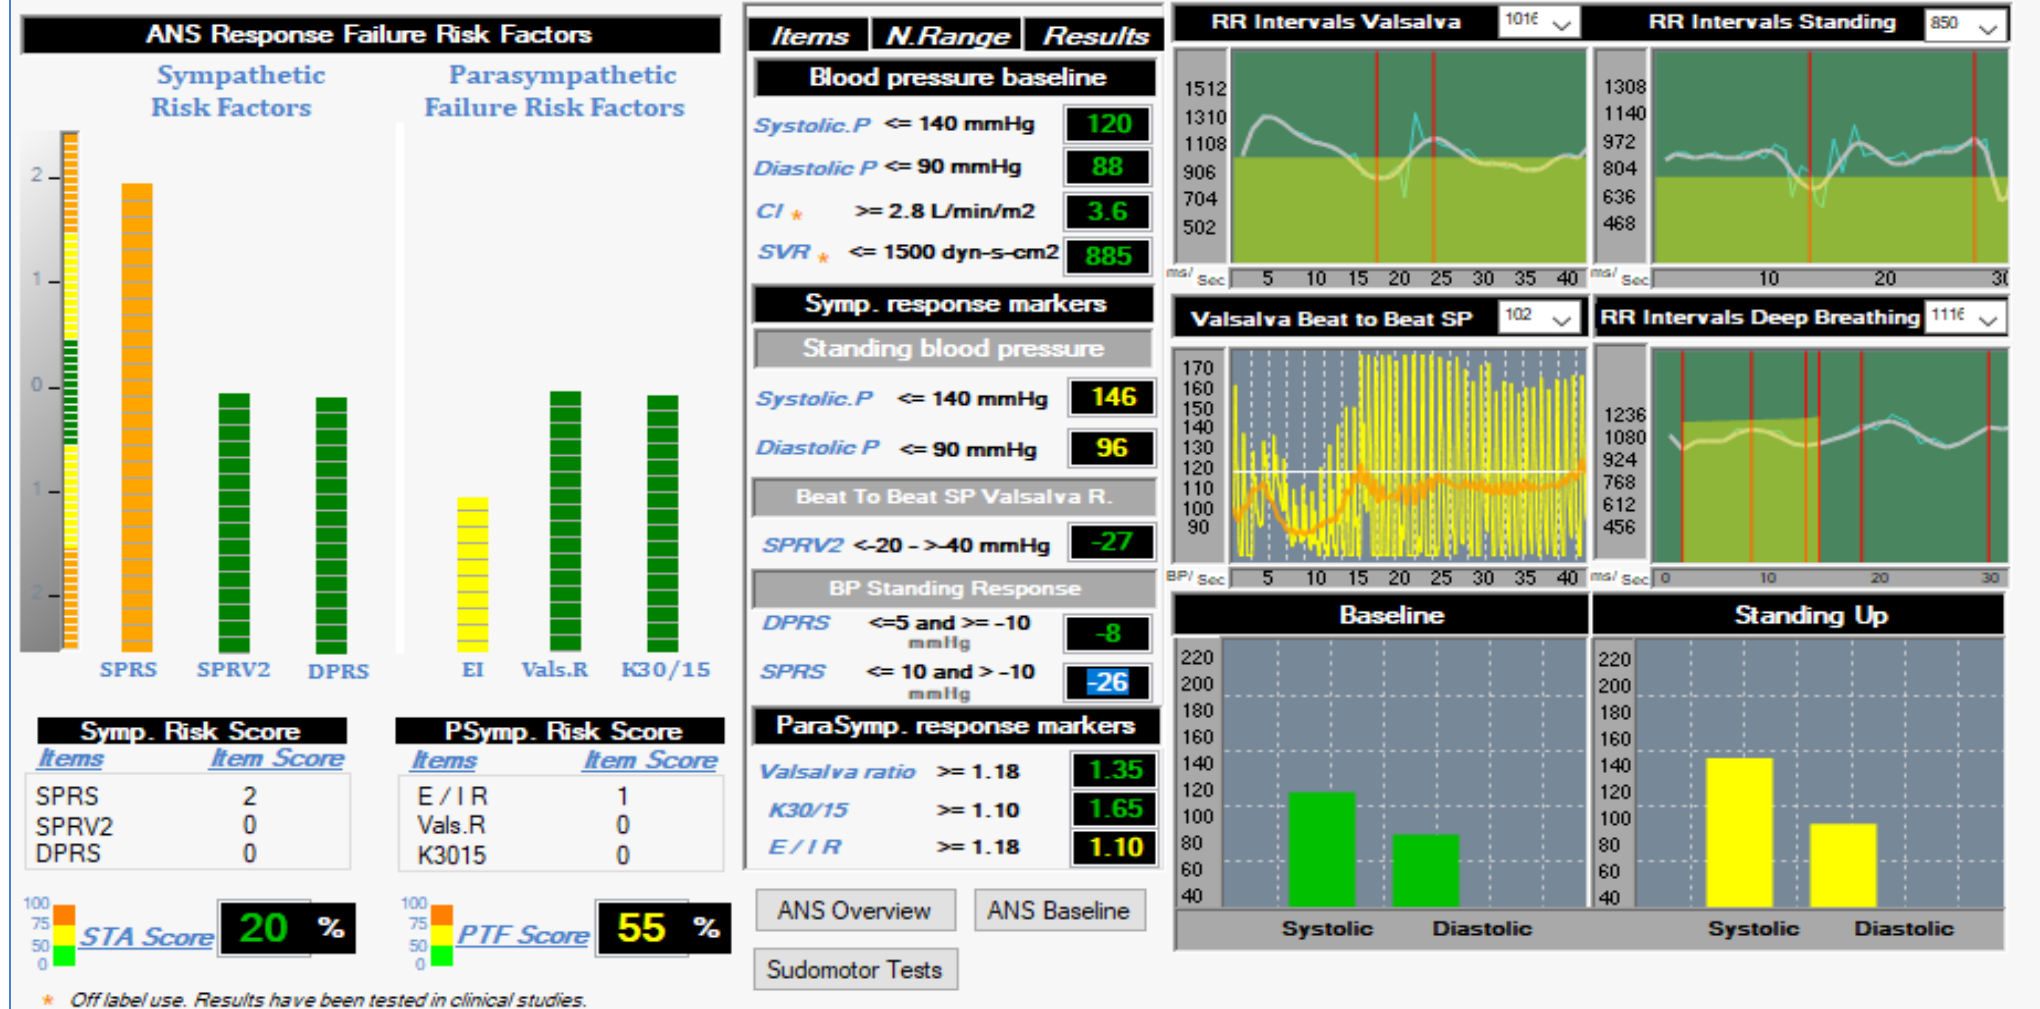 ANS Response Failure Risk Factors
Sympathetic
Risk Factors
Parasympathetic
Failure Risk Factors
2
1
0
1
2
SPRS SPRV2 DPRS
EI Vals.R K30/15
Symp. Risk Score
Items Item Score
SPRS 2
SPRV2 0
DPRS 0
PSymp. Risk Score
Items Item Score
E / I R 1
Vals.R 0
K3015 0
100
75
50
0
STA Score 20 %
100
75
50
0
PTF Score 55 %
* Off label use. Results have been tested in clinical studies.
Items N.Range Results
Blood pressure baseline
Systolic.P <= 140 mmHg 120
Diastolic P <= 90 mmHg 88
CI * >= 2.8 L/min/m2 3.6
SVR * <= 1500 dyn-s-cm2 885
Symp. response markers
Standing blood pressure
Systolic.P <= 140 mmHg 146
Diastolic P <= 90 mmHg 96
Beat To Beat SP Valsalva R.
SPRV2 <-20 - >-40 mmHg -27
BP Standing Response
DPRS <=5 and >= -10 -8
mmHg
SPRS <= 10 and > -10 -26
mmHg
ParaSymp. response markers
Valsalva ratio >= 1.18 1.35
K30/15 >= 1.10 1.65
E / I R >= 1.18 1.10
ANS Overview ANS Baseline
Sudomotor Tests
RR Intervals Valsalva 101
1512
1310
1108
906
704
502
ms/ Sec 5 10 15 20 25 30 35 40
RR Intervals Standing 850
1308
1140
972
804
636
468
ms/ Sec 10 20 30
Valsalva Beat to Beat SP 102
170
160
150
140
130
120
110
100
90
BP/ Sec 5 10 15 20 25 30 35 40
RR Intervals Deep Breathing 111
1236
1080
924
768
612
456
ms/ Sec 0 10 20 30
Baseline
220
200
180
160
140
120
100
80
60
40
Systolic Diastolic
Standing Up
220
200
180
160
140
120
100
80
60
40
Systolic Diastolic